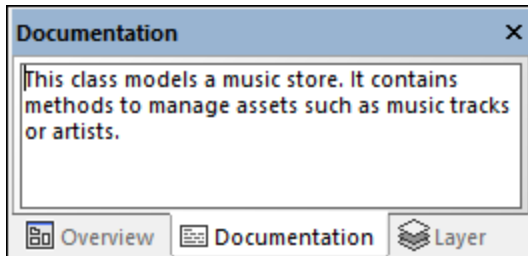 Documentation
This class models a music store. It contains
methods to manage assets such as music tracks
or artists.
Overview
Documentation
Layer